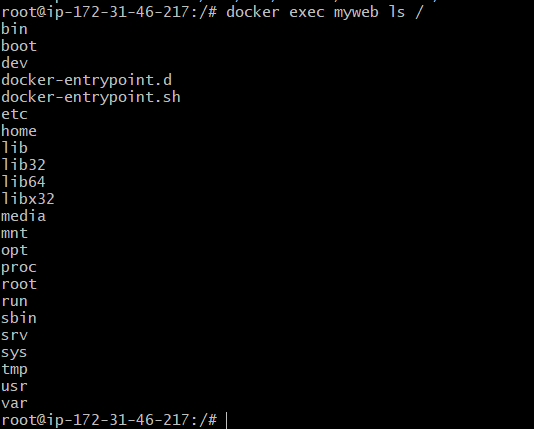 root@ip-172-31-46-217:/# docker exec myweb ls /
bin
boot
dev
docker-entrypoint.d
docker-entrypoint.sh
etc
home
lib
lib32
lib64
libx32
media
mnt
opt
proc
root
run
sbin
srv
sys
tmp
usr
var
root@ip-172-31-46-217:/#